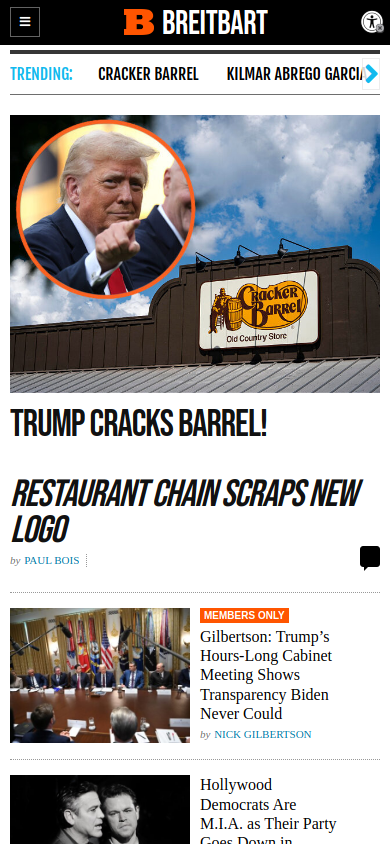 B BREITBART
TRENDING: CRACKER BARREL KILMAR ABREGO GARCIA
Cracker
Barrel
Old Country Store
TRUMP CRACKS BARREL!
RESTAURANT CHAIN SCRAPS NEW
LOGO
by PAUL BOIS
MEMBERS ONLY
Gilbertson: Trump’s
Hours-Long Cabinet
Meeting Shows
Transparency Biden
Never Could
by NICK GILBERTSON
Hollywood
Democrats Are
M.I.A. as Their Party
Goes Down in